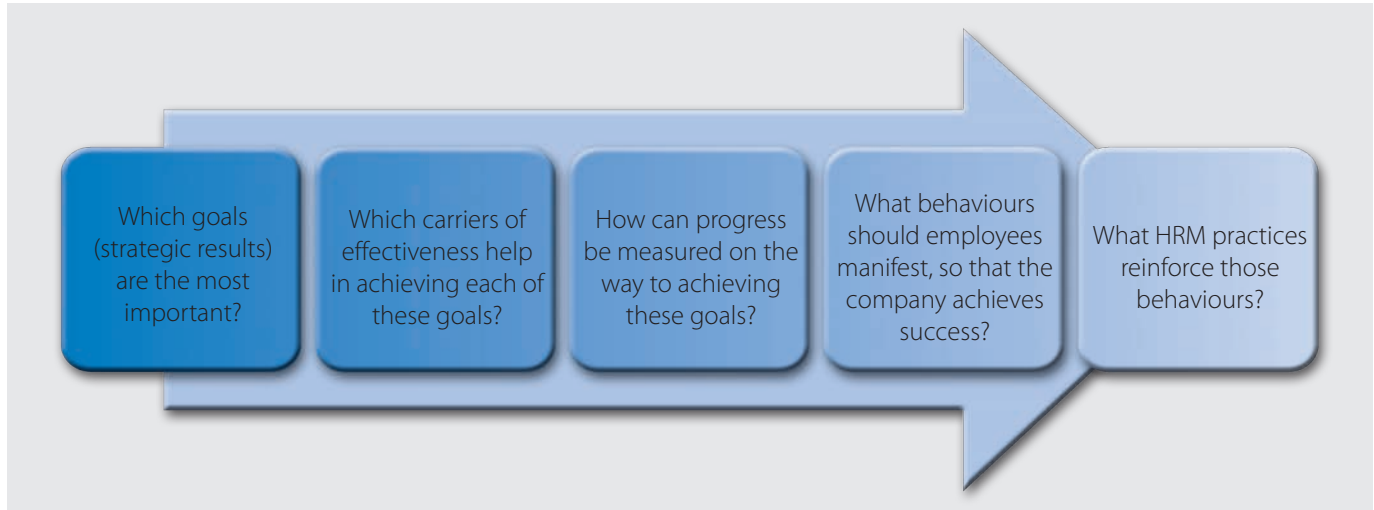 Which goals
(strategic results)
are the most
important?
Which carriers of
effectiveness help
in achieving each of
these goals?
How can progress
be measured on the
way to achieving
these goals?
What behaviours
should employees
manifest, so that the
company achieves
success?
What HRM practices
reinforce those
behaviours?